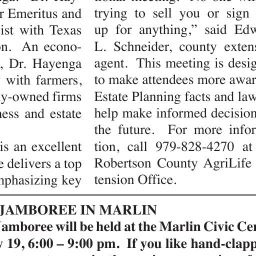 r Emeritus and
ist with Texas
on. An econo-
, Dr. Hayenga
with farmers,
y-owned firms
ness and estate
is an excellent
e delivers a top
mphasizing key
trying to sell you or sign
up for anything," said Edw
L. Schneider, county exten
agent. This meeting is desig
to make attendees more awar
Estate Planning facts and law
help make informed decision
the future. For more infor
tion, call 979-828-4270 at
Robertson County AgriLife
tension Office.
JAMBOREE IN MARLIN
Jamboree will be held at the Marlin Civic Cen
y 19, 6:00 – 9:00 pm. If you like hand-clapp